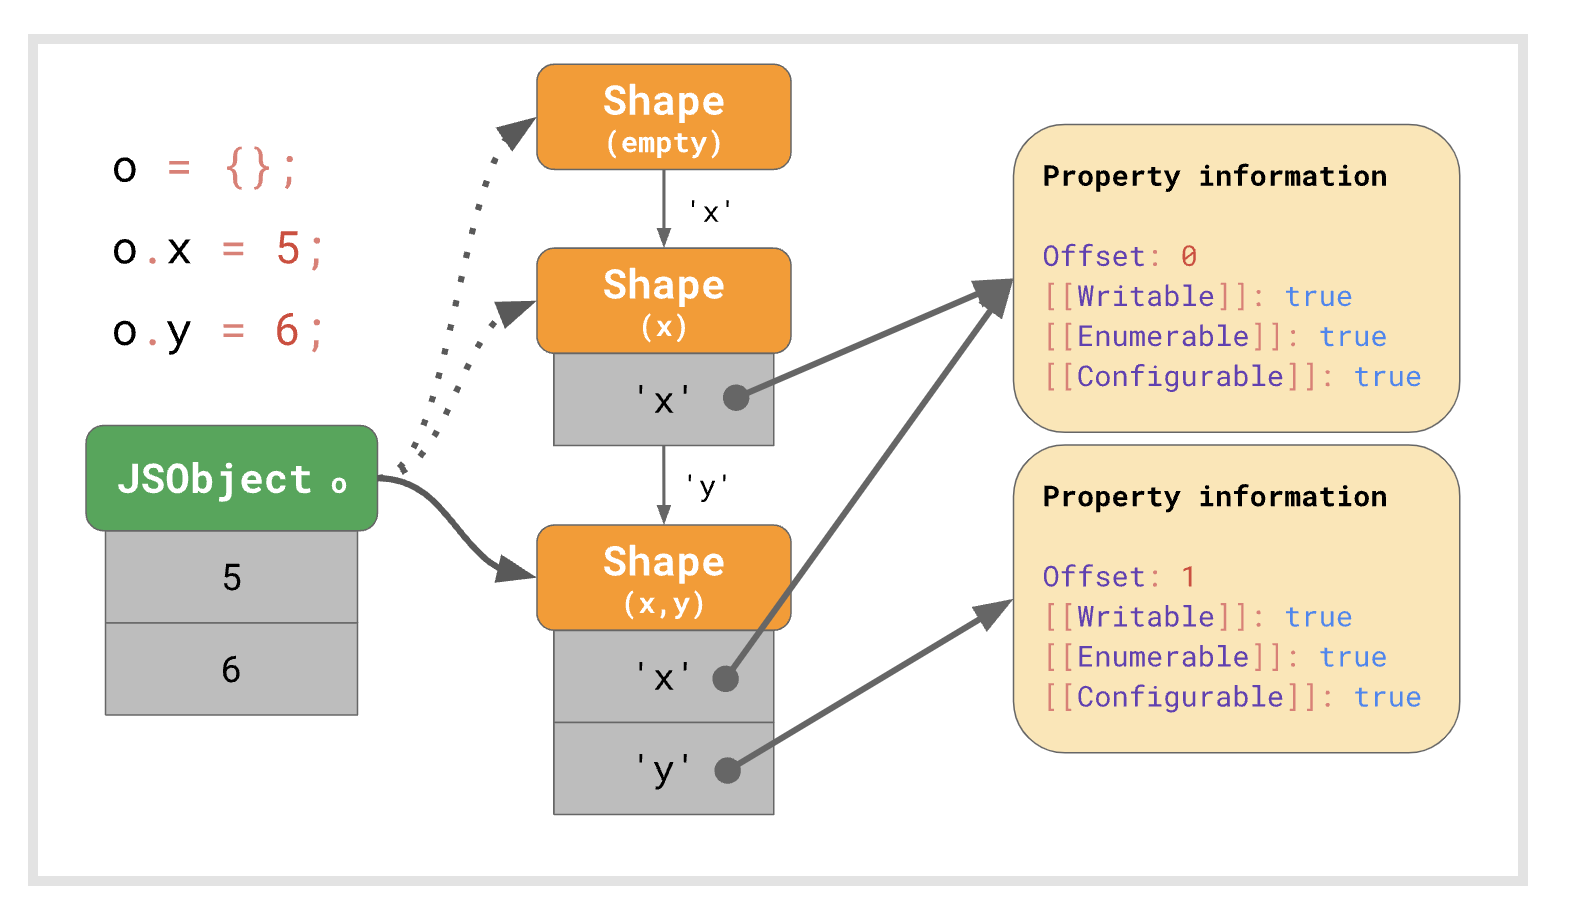 o = {};
o.x = 5;
o.y = 6;
JSObject o
5
6
Shape
(empty)
'x'
Shape
(x)
'x'
'y'
Shape
(x,y)
'x'
'y'
Property information
Offset: 0
[[Writable]]: true
[[Enumerable]]: true
[[Configurable]]: true
Property information
Offset: 1
[[Writable]]: true
[[Enumerable]]: true
[[Configurable]]: true